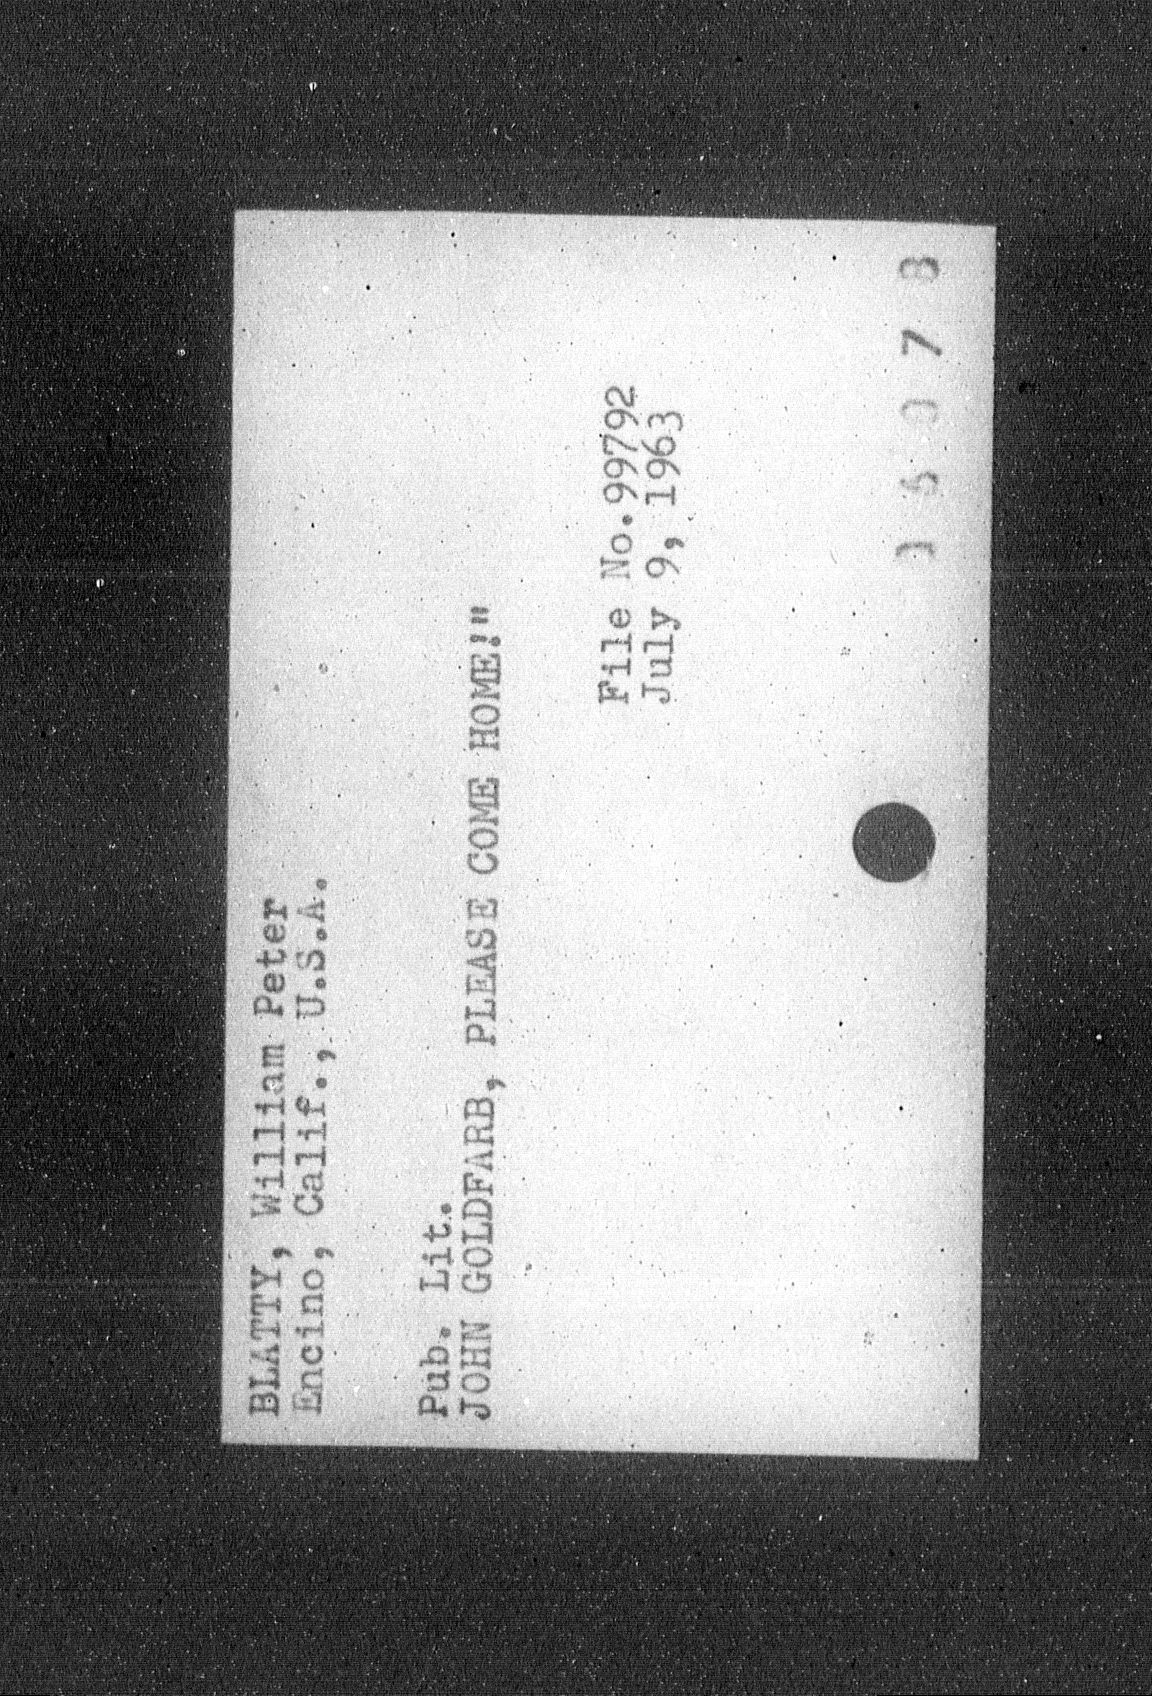 BLATTY, William Peter
Encino, Calif., U.S.A.
Pub. Lit.
JOHN GOLDFARB, PLEASE COME HOME!"
File No.99792
July 9, 1963